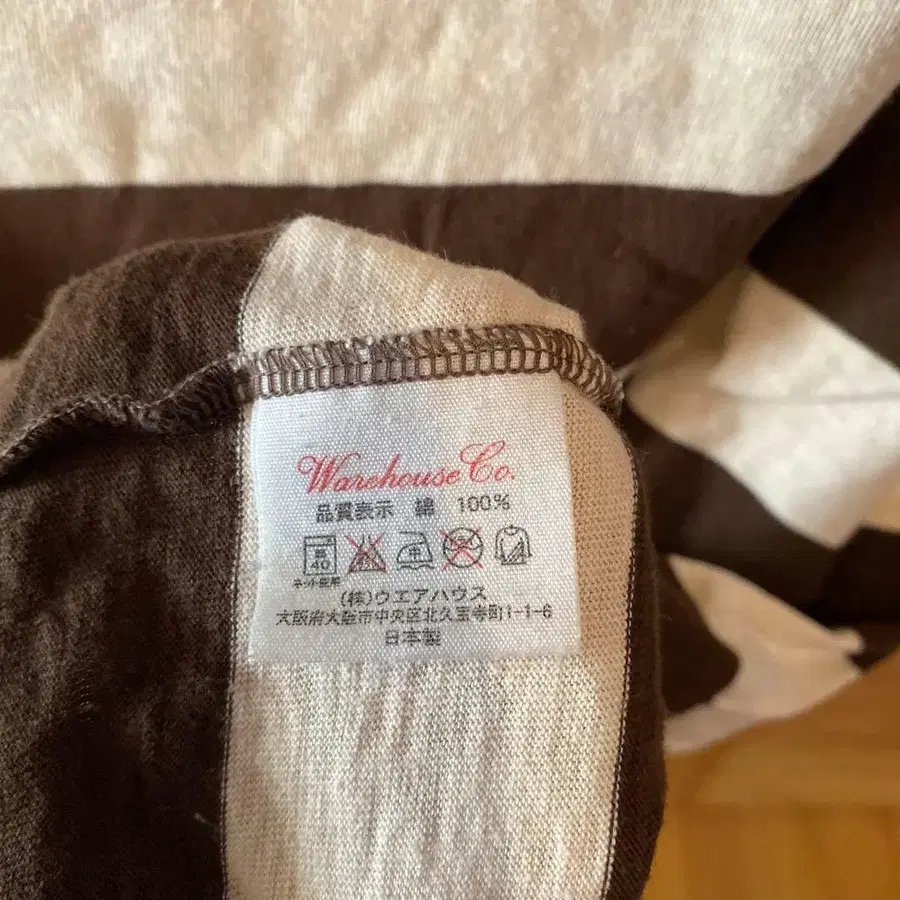 Warehouse Co.
品質表示 綿 100%
40
ネット使用
(株)ウエアハウス
大阪府大阪市中央区北久宝寺町1-1-6
日本製